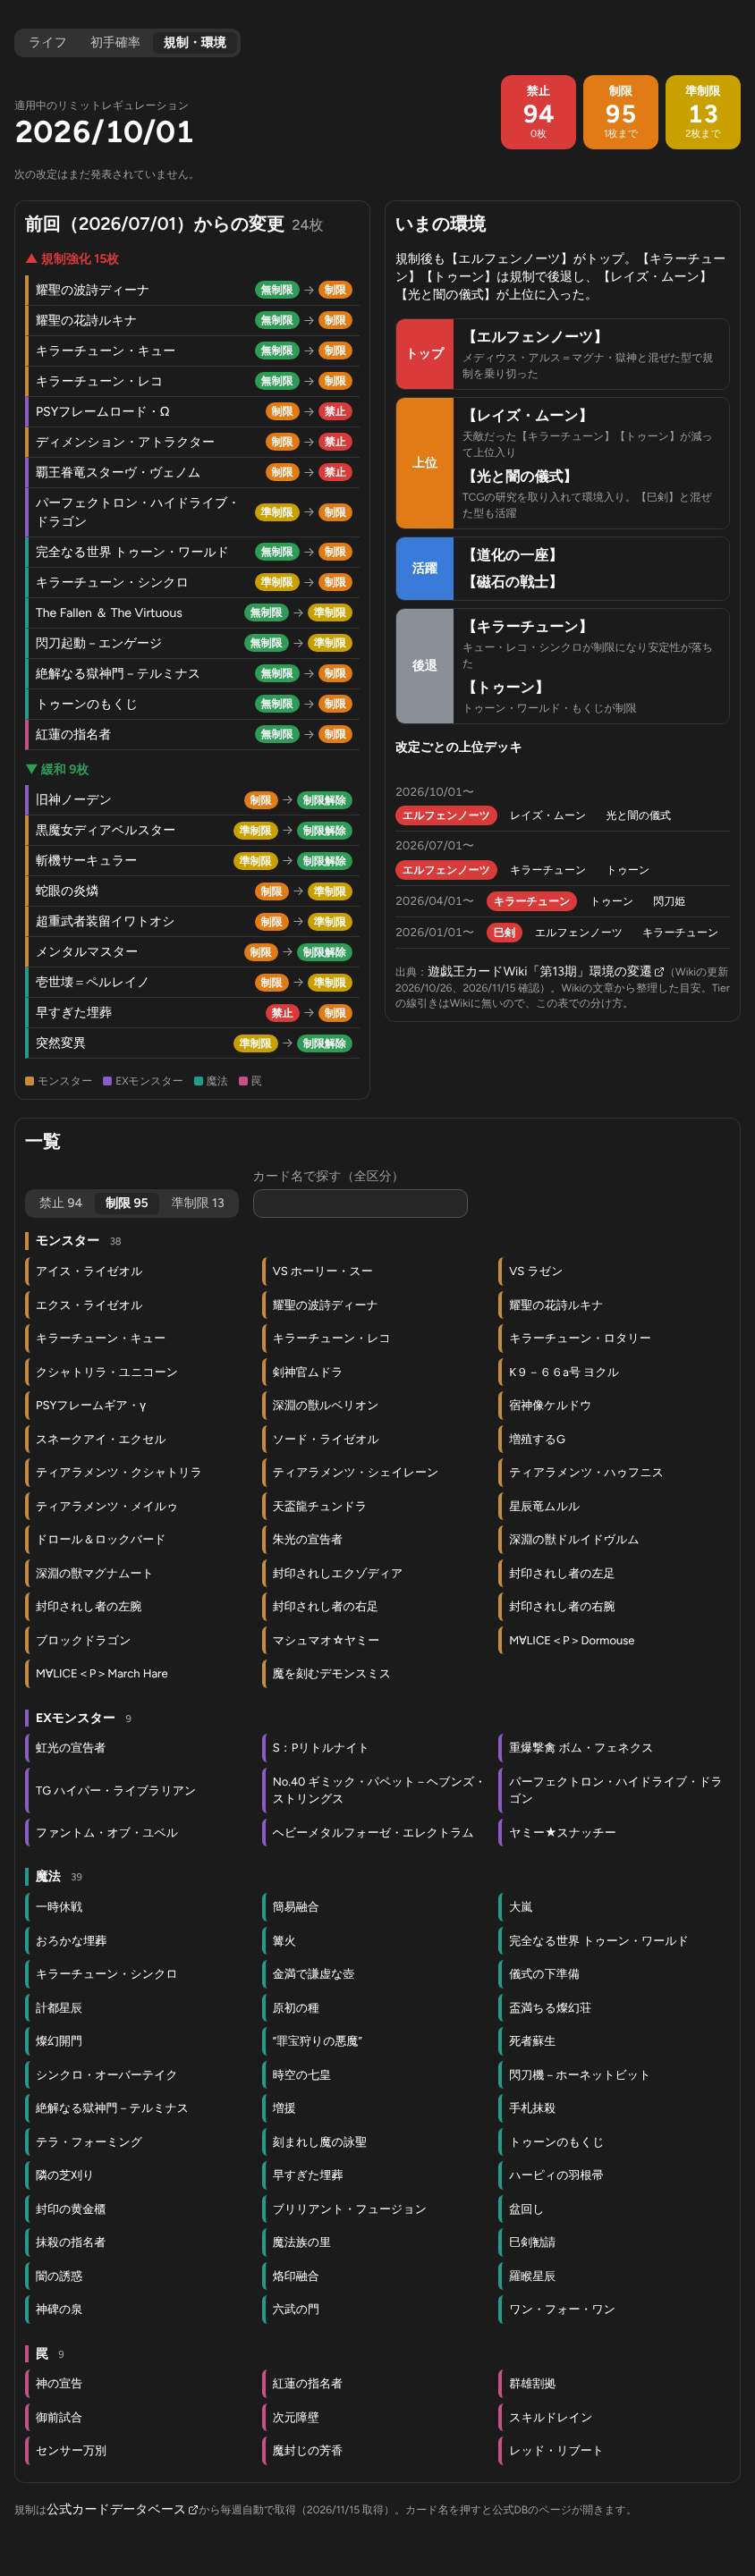 ライフ 初手確率 規制・環境
適用中のリミットレギュレーション
2026/10/01
次の改定はまだ発表されていません。
禁止 制限 準制限
94 95 13
0枚 1枚まで 2枚まで
前回（2026/07/01）からの変更 24枚
▲ 規制強化 15枚
耀聖の波詩ディーナ 無制限 → 制限
耀聖の花詩ルキナ 無制限 → 制限
キラーチューン・キュー 無制限 → 制限
キラーチューン・レコ 無制限 → 制限
PSYフレームロード・Ω 制限 → 禁止
ディメンション・アトラクター 制限 → 禁止
覇王眷竜スターヴ・ヴェノム 制限 → 禁止
パーフェクトロン・ハイドライブ・
ドラゴン 準制限 → 制限
完全なる世界 トゥーン・ワールド 無制限 → 制限
キラーチューン・シンクロ 準制限 → 制限
The Fallen ＆ The Virtuous 無制限 → 準制限
閃刀起動－エンゲージ 無制限 → 準制限
絶解なる獄神門－テルミナス 無制限 → 制限
トゥーンのもくじ 無制限 → 制限
紅蓮の指名者 無制限 → 制限
▼ 緩和 9枚
旧神ノーデン 制限 → 制限解除
黒魔女ディアベルスター 準制限 → 制限解除
斬機サーキュラー 準制限 → 制限解除
蛇眼の炎燐 制限 → 準制限
超重武者装留イワトオシ 制限 → 準制限
メンタルマスター 制限 → 制限解除
壱世壊＝ペルレイノ 制限 → 準制限
早すぎた埋葬 禁止 → 制限
突然変異 準制限 → 制限解除
モンスター EXモンスター 魔法 罠
いまの環境
規制後も【エルフェンノーツ】がトップ。【キラーチュー
ン】【トゥーン】は規制で後退し、【レイズ・ムーン】
【光と闇の儀式】が上位に入った。
トップ
【エルフェンノーツ】
メディウス・アルス＝マグナ・獄神と混ぜた型で規
制を乗り切った
上位
【レイズ・ムーン】
天敵だった【キラーチューン】【トゥーン】が減っ
て上位入り
【光と闇の儀式】
TCGの研究を取り入れて環境入り。【巳剣】と混ぜ
た型も活躍
活躍
【道化の一座】
【磁石の戦士】
後退
【キラーチューン】
キュー・レコ・シンクロが制限になり安定性が落ち
た
【トゥーン】
トゥーン・ワールド・もくじが制限
改定ごとの上位デッキ
2026/10/01〜
エルフェンノーツ レイズ・ムーン 光と闇の儀式
2026/07/01〜
エルフェンノーツ キラーチューン トゥーン
2026/04/01〜 キラーチューン トゥーン 閃刀姫
2026/01/01〜 巳剣 エルフェンノーツ キラーチューン
出典：遊戯王カードWiki「第13期」環境の変遷（Wikiの更新
2026/10/26、2026/11/15 確認）。Wikiの文章から整理した目安。Tier
の線引きはWikiに無いので、この表での分け方。
一覧
禁止 94 制限 95 準制限 13
カード名で探す（全区分）
モンスター 38
アイス・ライゼオル VS ホーリー・スー VS ラゼン
エクス・ライゼオル 耀聖の波詩ディーナ 耀聖の花詩ルキナ
キラーチューン・キュー キラーチューン・レコ キラーチューン・ロタリー
クシャトリラ・ユニコーン 剣神官ムドラ K９－６６a号 ヨクル
PSYフレームギア・γ 深淵の獣ルベリオン 宿神像ケルドウ
スネークアイ・エクセル ソード・ライゼオル 増殖するG
ティアラメンツ・クシャトリラ ティアラメンツ・シェイレーン ティアラメンツ・ハゥフニス
ティアラメンツ・メイルゥ 天盃龍チュンドラ 星辰竜ムルル
ドロール＆ロックバード 朱光の宣告者 深淵の獣ドルイドヴルム
深淵の獣マグナムート 封印されしエクゾディア 封印されし者の左足
封印されし者の左腕 封印されし者の右足 封印されし者の右腕
ブロックドラゴン マシュマオ☆ヤミー M∀LICE＜P＞Dormouse
M∀LICE＜P＞March Hare 魔を刻むデモンスミス
EXモンスター 9
虹光の宣告者 S：Pリトルナイト 重爆撃禽 ボム・フェネクス
TG ハイパー・ライブラリアン No.40 ギミック・パペット－ヘブンズ・ パーフェクトロン・ハイドライブ・ドラ
ストリングス ゴン
ファントム・オブ・ユベル ヘビーメタルフォーゼ・エレクトラム ヤミー★スナッチー
魔法 39
一時休戦 簡易融合 大嵐
おろかな埋葬 篝火 完全なる世界 トゥーン・ワールド
キラーチューン・シンクロ 金満で謙虚な壺 儀式の下準備
計都星辰 原初の種 盃満ちる燦幻荘
燦幻開門 “罪宝狩りの悪魔” 死者蘇生
シンクロ・オーバーテイク 時空の七皇 閃刀機－ホーネットビット
絶解なる獄神門－テルミナス 増援 手札抹殺
テラ・フォーミング 刻まれし魔の詠聖 トゥーンのもくじ
隣の芝刈り 早すぎた埋葬 ハーピィの羽根帚
封印の黄金櫃 ブリリアント・フュージョン 盆回し
抹殺の指名者 魔法族の里 巳剣勧請
闇の誘惑 烙印融合 羅睺星辰
神碑の泉 六武の門 ワン・フォー・ワン
罠 9
神の宣告 紅蓮の指名者 群雄割拠
御前試合 次元障壁 スキルドレイン
センサー万別 魔封じの芳香 レッド・リブート
規制は公式カードデータベースから毎週自動で取得（2026/11/15 取得）。カード名を押すと公式DBのページが開きます。